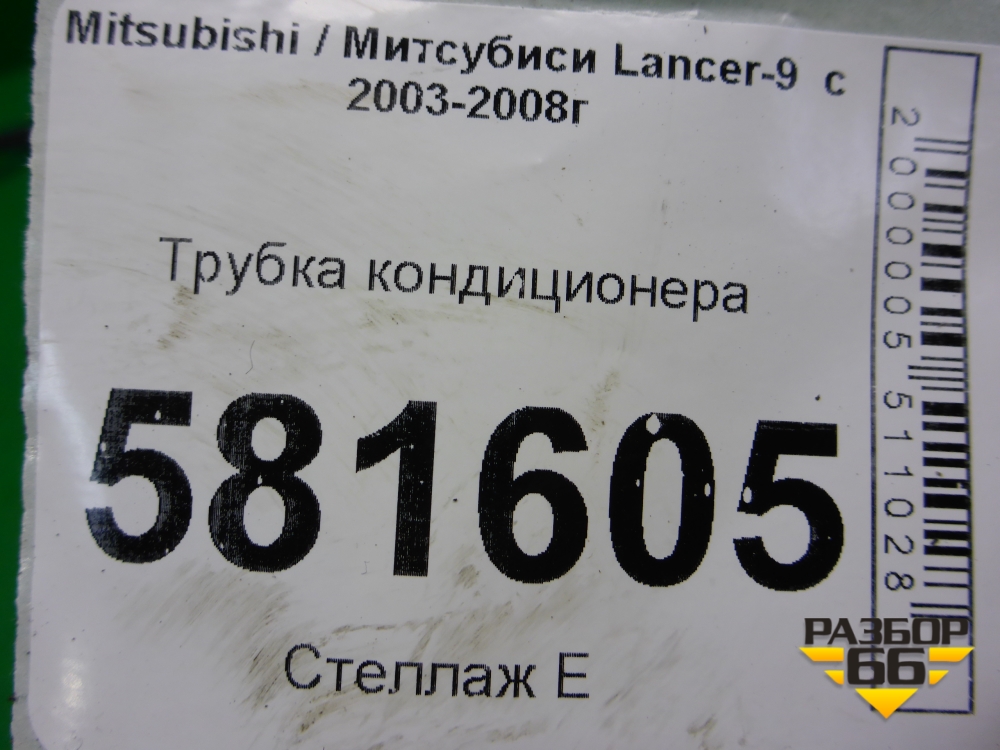 Mitsubishi / Митсубиси Lancer-9 с
2003-2008г
Трубка кондиционера
581605
Стеллаж Е
2000005511028
РАЗБОР
66